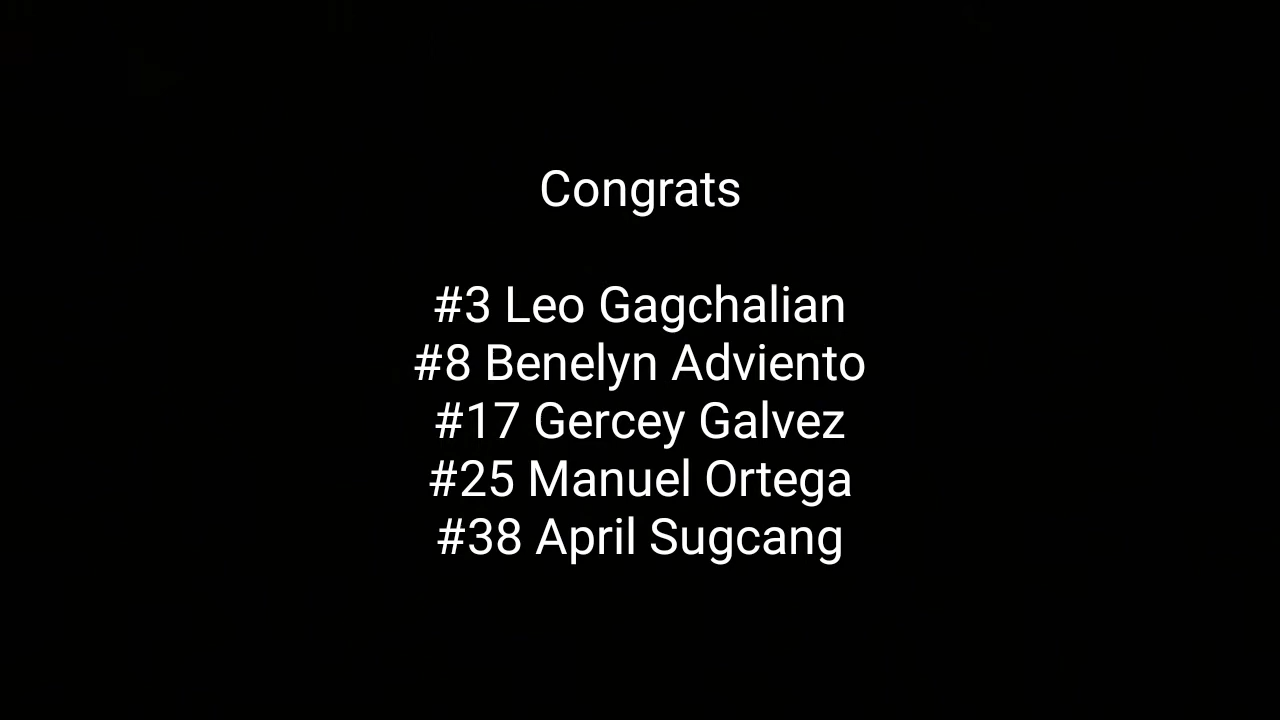 Congrats
#3 Leo Gagchalian
#8 Benelyn Adviento
#17 Gercey Galvez
#25 Manuel Ortega
#38 April Sugcang